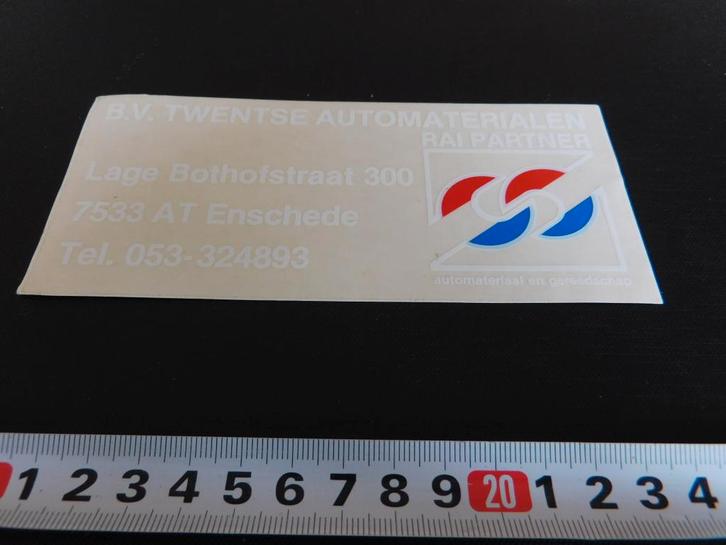 B.V. TWENTSE AUTOMATERIALEN
RAI PARTNER
Lage Bothofstraat 300
7533 AT Enschede
Tel. 053-324893
automateriaal en gereedschap
1 2 3 4 5 6 7 8 9 20 1 2 3 4